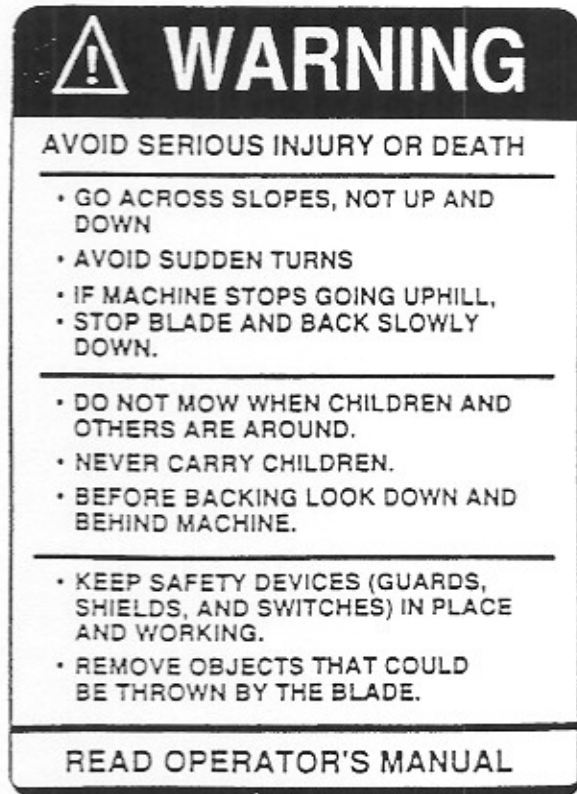 WARNING
AVOID SERIOUS INJURY OR DEATH
• GO ACROSS SLOPES, NOT UP AND
DOWN
• AVOID SUDDEN TURNS
• IF MACHINE STOPS GOING UPHILL,
• STOP BLADE AND BACK SLOWLY
DOWN.
• DO NOT MOW WHEN CHILDREN AND
OTHERS ARE AROUND.
• NEVER CARRY CHILDREN.
• BEFORE BACKING LOOK DOWN AND
BEHIND MACHINE.
• KEEP SAFETY DEVICES (GUARDS,
SHIELDS, AND SWITCHES) IN PLACE
AND WORKING.
• REMOVE OBJECTS THAT COULD
BE THROWN BY THE BLADE.
READ OPERATOR'S MANUAL